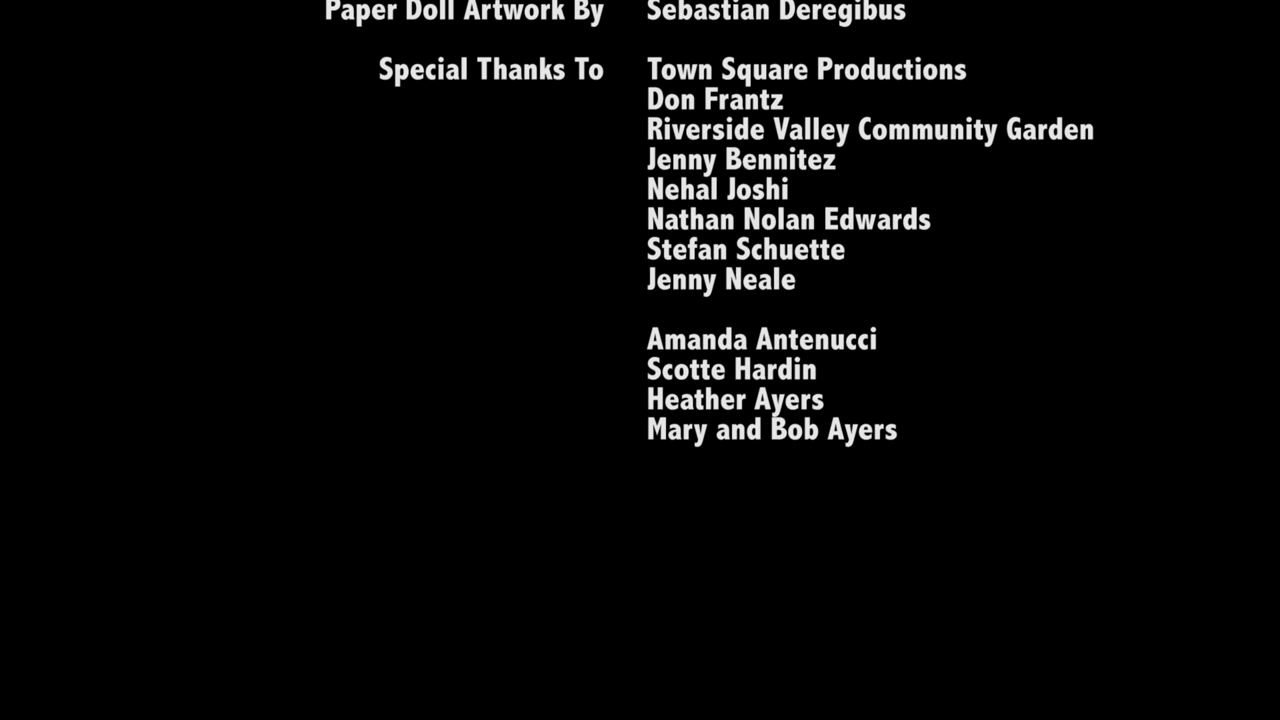 Paper Doll Artwork By Sebastian Deregibus
Special Thanks To Town Square Productions
Don Frantz
Riverside Valley Community Garden
Jenny Bennitez
Nehal Joshi
Nathan Nolan Edwards
Stefan Schuette
Jenny Neale
Amanda Antenucci
Scotte Hardin
Heather Ayers
Mary and Bob Ayers